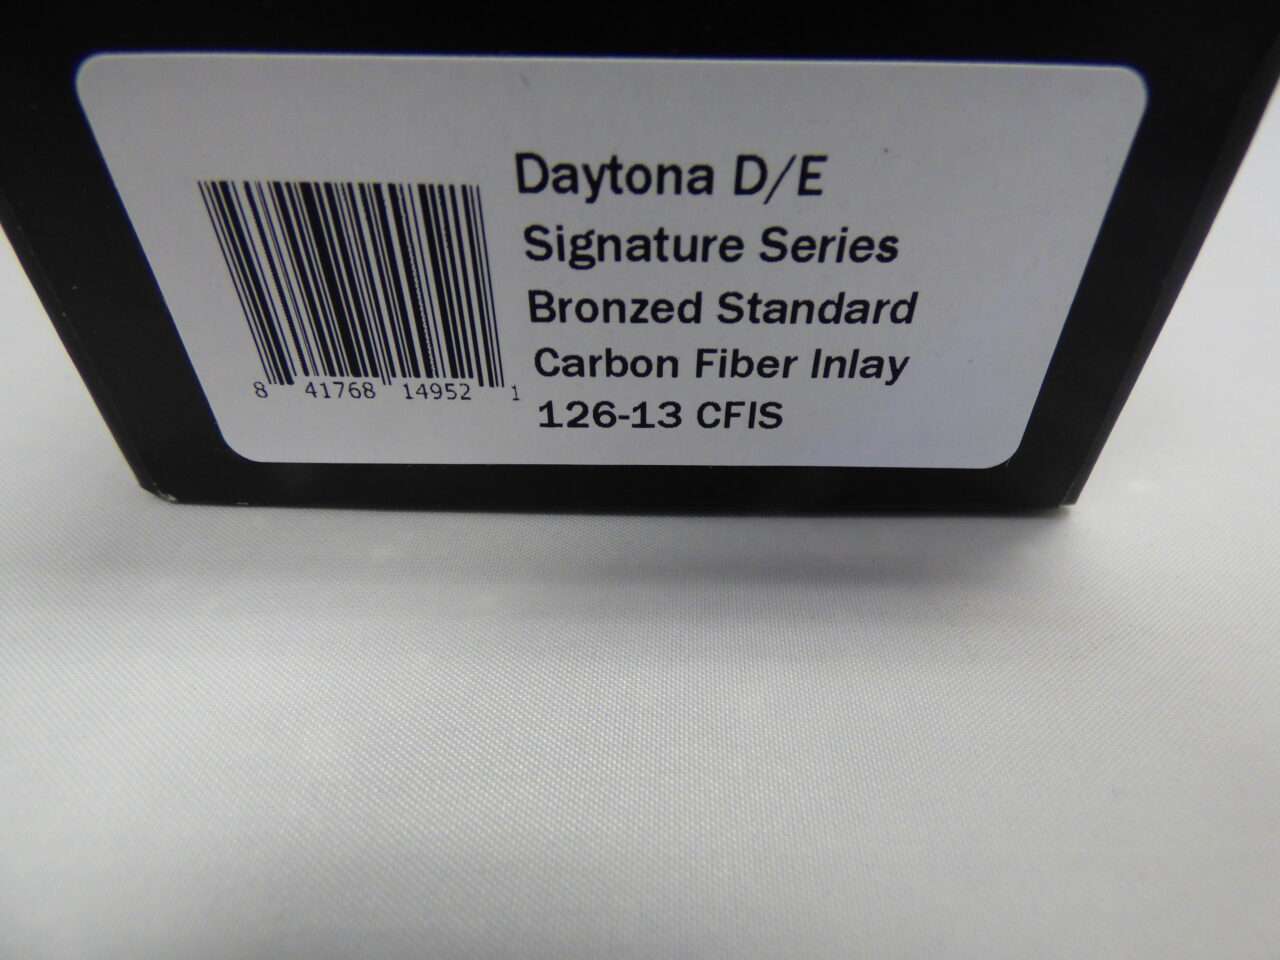 Daytona D/E
Signature Series
Bronzed Standard
Carbon Fiber Inlay
126-13 CFIS
8 41768 14952 1